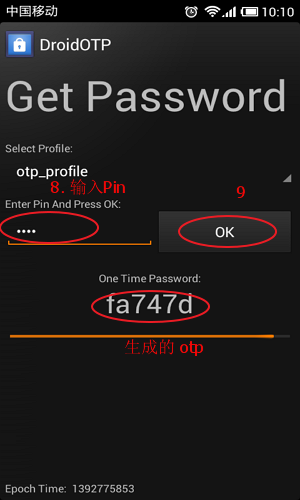 中国移动 10:10
DroidOTP
Get Password
Select Profile:
otp_profile
8. 输入Pin
9
Enter Pin And Press OK:
••••
OK
One Time Password:
fa747d
生成的 otp
Epoch Time: 1392775853